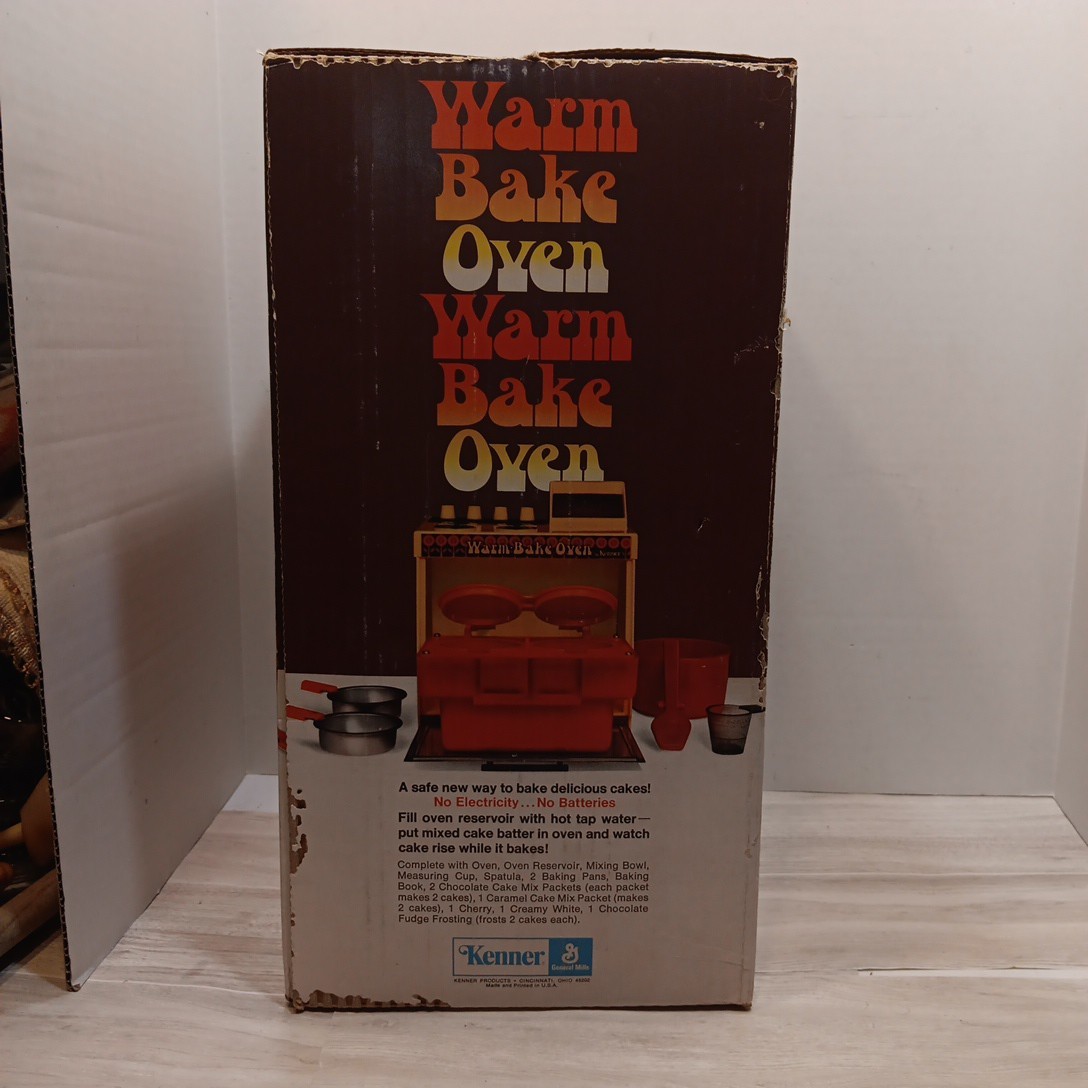 Warm
Bake
Oven
Warm
Bake
Oven
Warm Bake Oven
A safe new way to bake delicious cakes!
No Electricity...No Batteries
Fill oven reservoir with hot tap water—
put mixed cake batter in oven and watch
cake rise while it bakes!
Complete with Oven, Oven Reservoir, Mixing Bowl,
Measuring Cup, Spatula, 2 Baking Pans, Baking
Book, 2 Chocolate Cake Mix Packets (each packet
makes 2 cakes), 1 Caramel Cake Mix Packet (makes
2 cakes), 1 Cherry, 1 Creamy White, 1 Chocolate
Fudge Frosting (frosts 2 cakes each).
Kenner
General Mills
KENNER PRODUCTS • CINCINNATI, OHIO
Made and Printed in U.S.A.